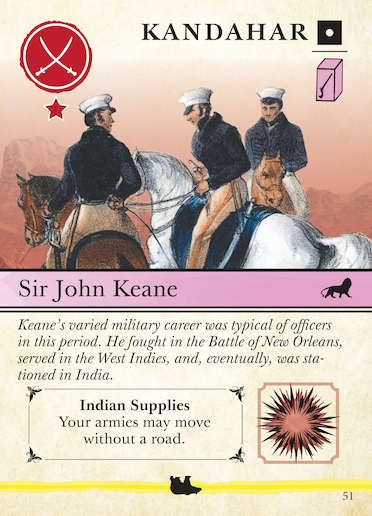 KANDAHAR
Sir John Keane
Keane's varied military career was typical of officers
in this period. He fought in the Battle of New Orleans,
served in the West Indies, and, eventually, was sta-
tioned in India.
Indian Supplies
Your armies may move
without a road.
51